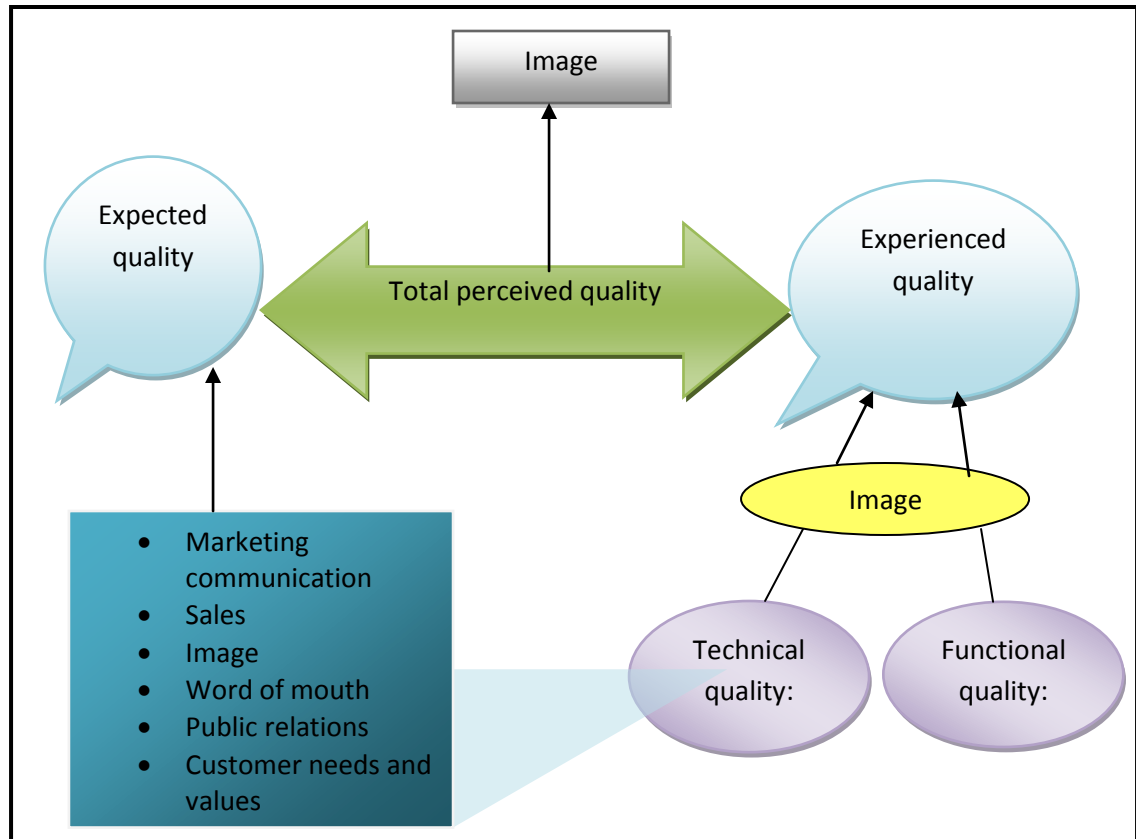 Image
Expected
quality
Total perceived quality
Experienced
quality
Image
• Marketing
communication
• Sales
• Image
• Word of mouth
• Public relations
• Customer needs and
values
Technical
quality:
Functional
quality: